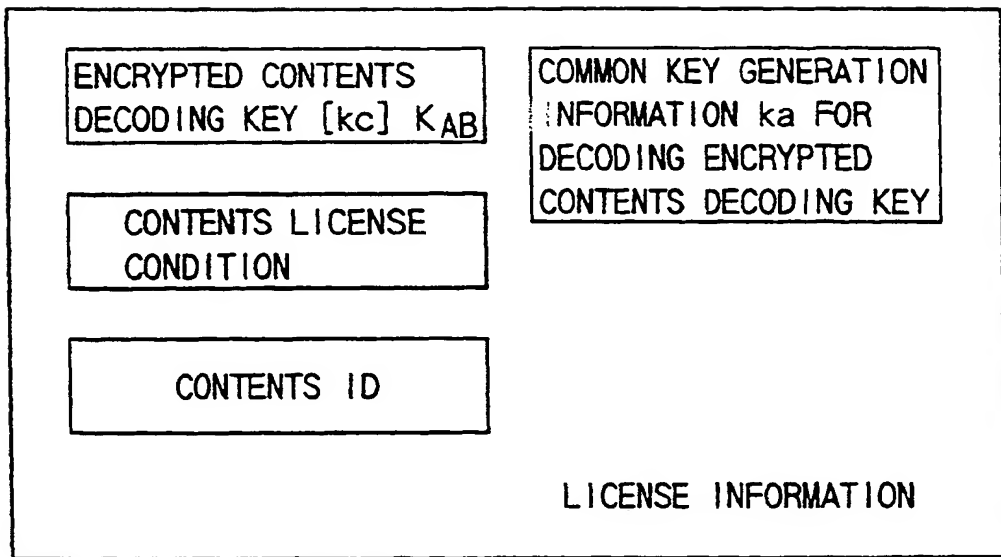 ENCRYPTED CONTENTS
DECODING KEY [kc] KAB
CONTENTS LICENSE
CONDITION
CONTENTS ID
COMMON KEY GENERATION
INFORMATION ka FOR
DECODING ENCRYPTED
CONTENTS DECODING KEY
LICENSE INFORMATION